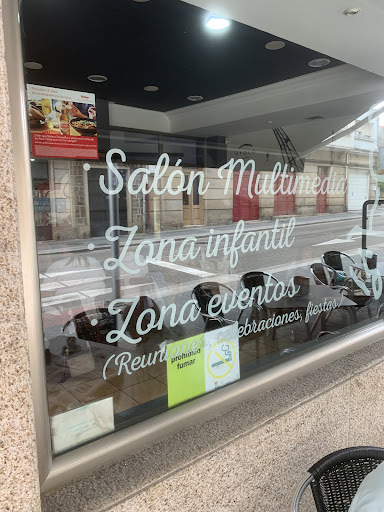 · Salón Multimedia
· Zona infantil
· Zona eventos
(Reuniones, celebraciones, fiestas)
prohibido
fumar